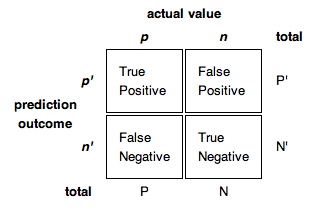 actual value
p n total
True Positive False Positive
p' P'
prediction outcome
False Negative True Negative
n' N'
total P N